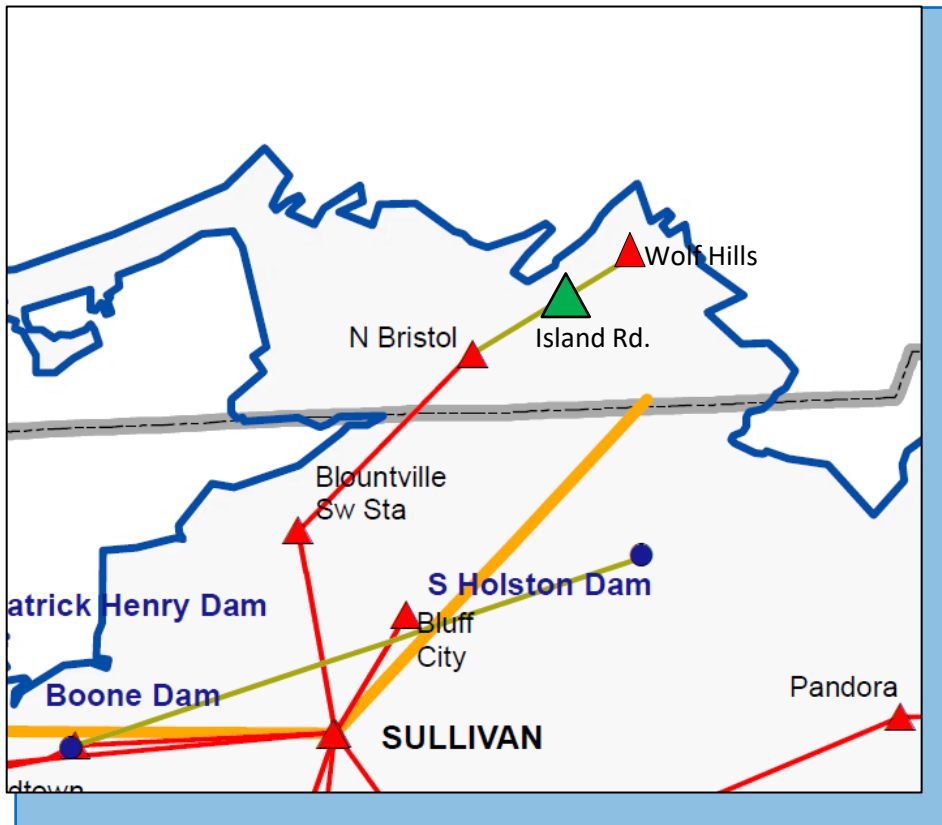 Wolf Hills
Island Rd.
N Bristol
Blountville
Sw Sta
S Holston Dam
atrick Henry Dam
Bluff
City
Boone Dam
Pandora
SULLIVAN
dtown